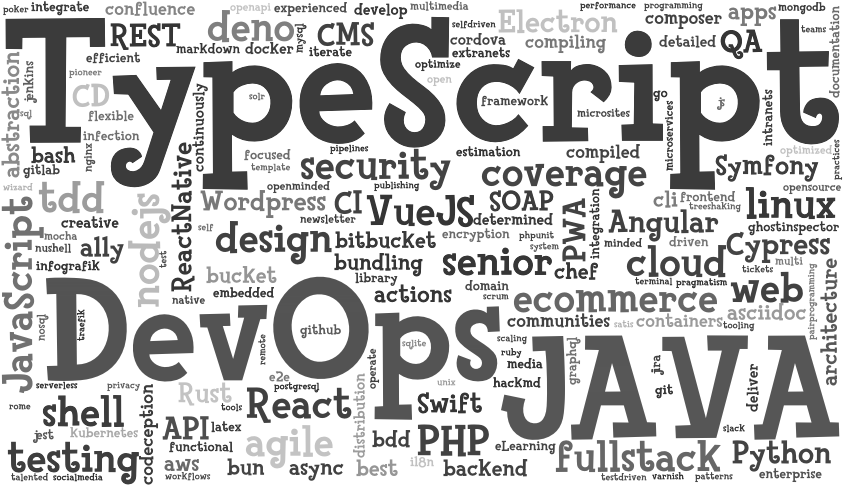 poker integrate confluence openapi experienced develop multimedia performance programming mongodb
REST deno mysql CMS selfdriven cordova Electron composer apps teams
efficient markdown docker iterate extranets compiling detailed QA documentation
TypeScript
abstraction jenkins pioneer optimize
CD solr open framework go git
sql flexible continuously microsites microservices intranets
infection nginx pipelines estimation compiled optimized practices
bash focused security coverage Symfony
gitlab template publishing
wizard tdd ReactNative openminded Wordpress CI VueJS SOAP PWA integration cli frontend opensource
creative nodejs newsletter determined treeshaking linux
JavaScript mocha self design bitbucket encryption phpunit Angular ghostinspector
nushell ally test system minded driven Cypress
infografik bucket bundling senior chef cloud tickets multi
library terminal pragmatism
native embedded actions domain ecommerce web pairprogramming architecture
scrum
nosql traefik DevOps github communities satis containers asciidoc
tooling
remote sqlite scaling
operate ruby graphql jra JAVA
serverless privacy e2e unix media
postgresql hacKmd git deliver
rome shell codeception Rust tools React distribution Swift
jest Kubernetes API latex slack
functional agile bdd PHP eLearning fullstack Python
testing aws bun async best il8n backend
talented socialmedia workflows testdriven varnish patterns enterprise